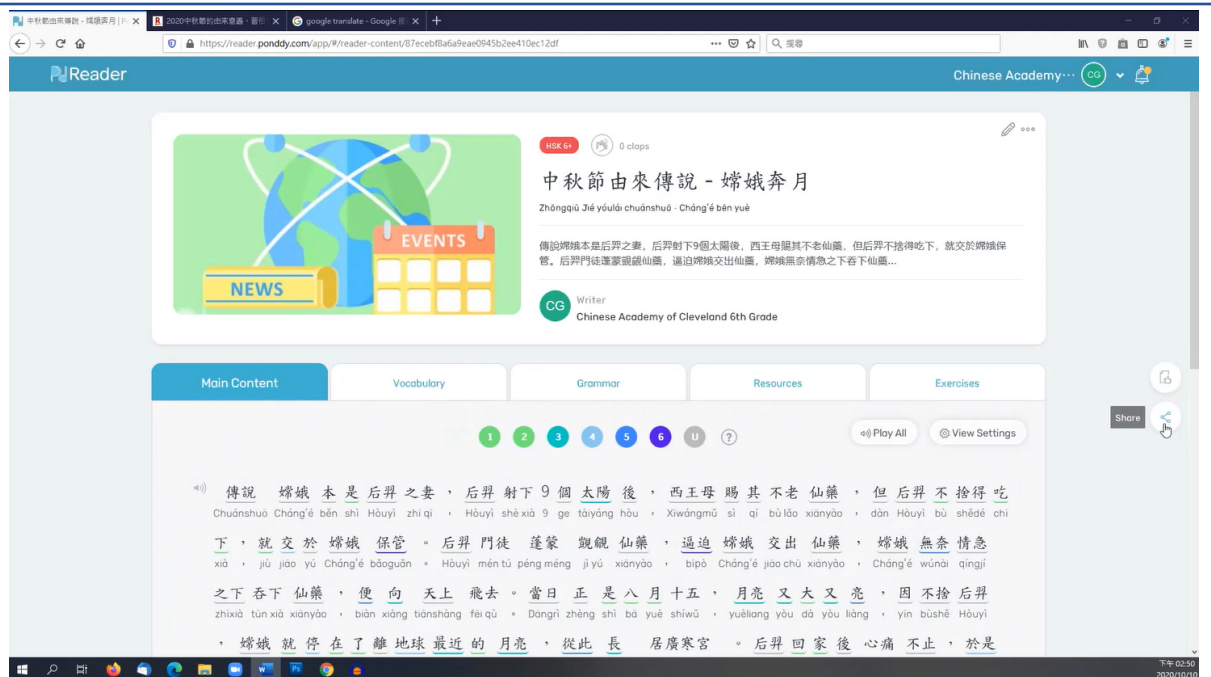 中秋節由來傳說 - 嫦娥奔月 | P
2020中秋節的由來意義、習俗
google translate - Google
https://reader.ponddy.com/app/#/reader-content/87ecebf8a6a9eae0945b2ee410ec12df
搜尋
Reader
Chinese Academy···
CG
HSK 6+
0 claps
中秋節由來傳說 - 嫦娥奔月
Zhōngqiū Jié yóulái chuánshuō - Cháng'é bēn yuè
EVENTS
NEWS
傳說嫦娥本是后羿之妻，后羿射下9個太陽後，西王母賜其不老仙藥，但后羿不捨得吃下，就交於嫦娥保
管。后羿門徒蓬蒙覬覦仙藥，逼迫嫦娥交出仙藥，嫦娥無奈情急之下吞下仙藥...
CG
Writer
Chinese Academy of Cleveland 6th Grade
Main Content
Vocabulary
Grammar
Resources
Exercises
Share
1 2 3 4 5 6 U ?
Play All
View Settings
傳說 嫦娥 本 是 后羿 之妻 ， 后羿 射下 9 個 太陽 後 ， 西王母 賜 其 不老 仙藥 ， 但 后羿 不 捨得 吃
Chuánshuō Cháng'é běn shì Hòuyì zhī qī ， Hòuyì shè xià 9 ge tàiyáng hòu ， Xīwángmǔ sì qí bù lǎo xiānyào ， dàn Hòuyì bù shědé chī
下 ， 就 交 於 嫦娥 保管 。 后羿 門徒 蓬蒙 覬覦 仙藥 ， 逼迫 嫦娥 交出 仙藥 ， 嫦娥 無奈 情急
xià ， jiù jiāo yú Cháng'é bǎoguǎn 。 Hòuyì mén tú péng méng jì yú xiānyào ， bīpò Cháng'é jiāo chū xiānyào ， Cháng'é wúnài qíngjí
之下 吞下 仙藥 ， 便 向 天上 飛去 。 當日 正 是 八 月 十五 ， 月亮 又 大 又 亮 ， 因 不捨 后羿
zhīxià tūn xià xiānyào ， biàn xiàng tiānshàng fēi qù 。 Dàngrì zhèng shì bā yuè shíwǔ ， yuèliang yòu dà yòu liàng ， yīn bùshě Hòuyì
， 嫦娥 就 停 在 了 離 地球 最近 的 月亮 ， 從此 長 居廣寒宮 。 后羿 回 家 後 心痛 不止 ， 於是
下午 02:50
2020/10/10